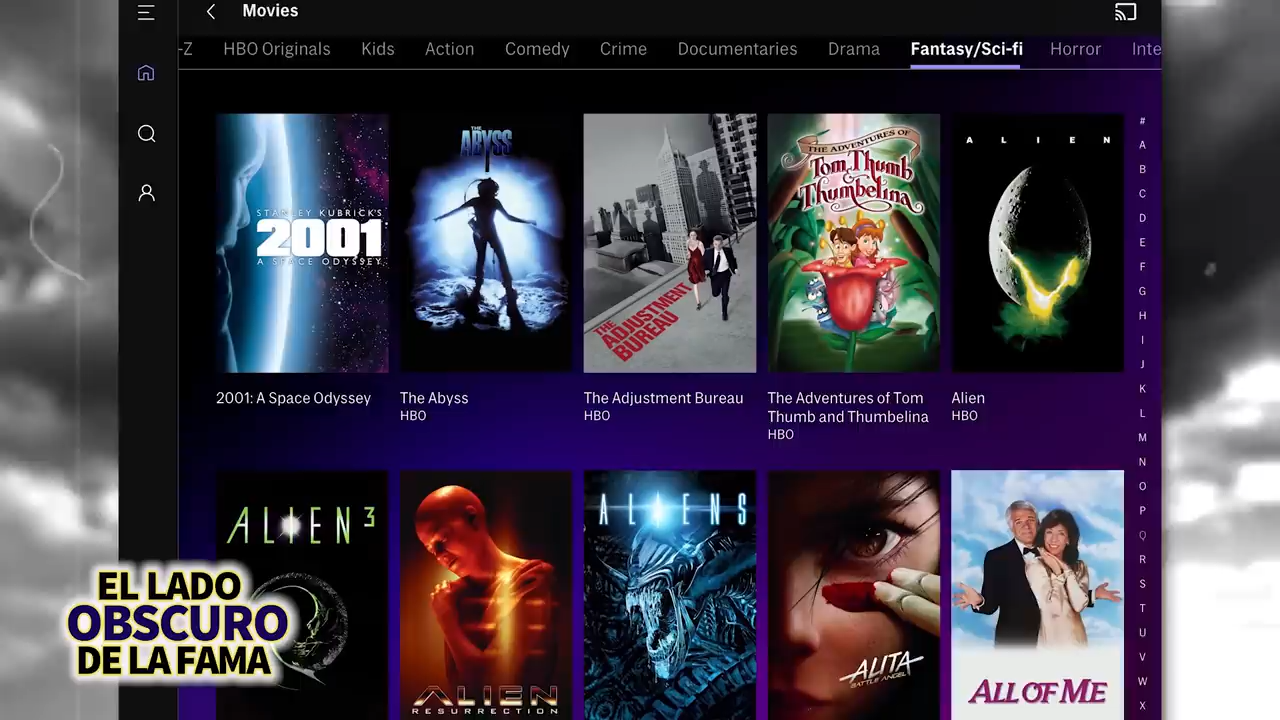 Movies
-Z HBO Originals Kids Action Comedy Crime Documentaries Drama Fantasy/Sci-fi Horror Inte
STANLEY KUBRICK'S
2001
A SPACE ODYSSEY
THE
ABYSS
THE
ADJUSTMENT
BUREAU
THE ADVENTURES OF
Tom Thumb
&
Thumbelina
ALIEN
2001: A Space Odyssey
The Abyss
HBO
The Adjustment Bureau
HBO
The Adventures of Tom
Thumb and Thumbelina
HBO
Alien
HBO
ALIEN 3
ALIEN
RESURRECTION
ALIENS
ALITA
BATTLE ANGEL
ALL OF ME
#
A
B
C
D
E
F
G
H
I
J
K
L
M
N
O
P
Q
R
S
T
U
V
W
X
EL LADO
OBSCURO
DE LA FAMA